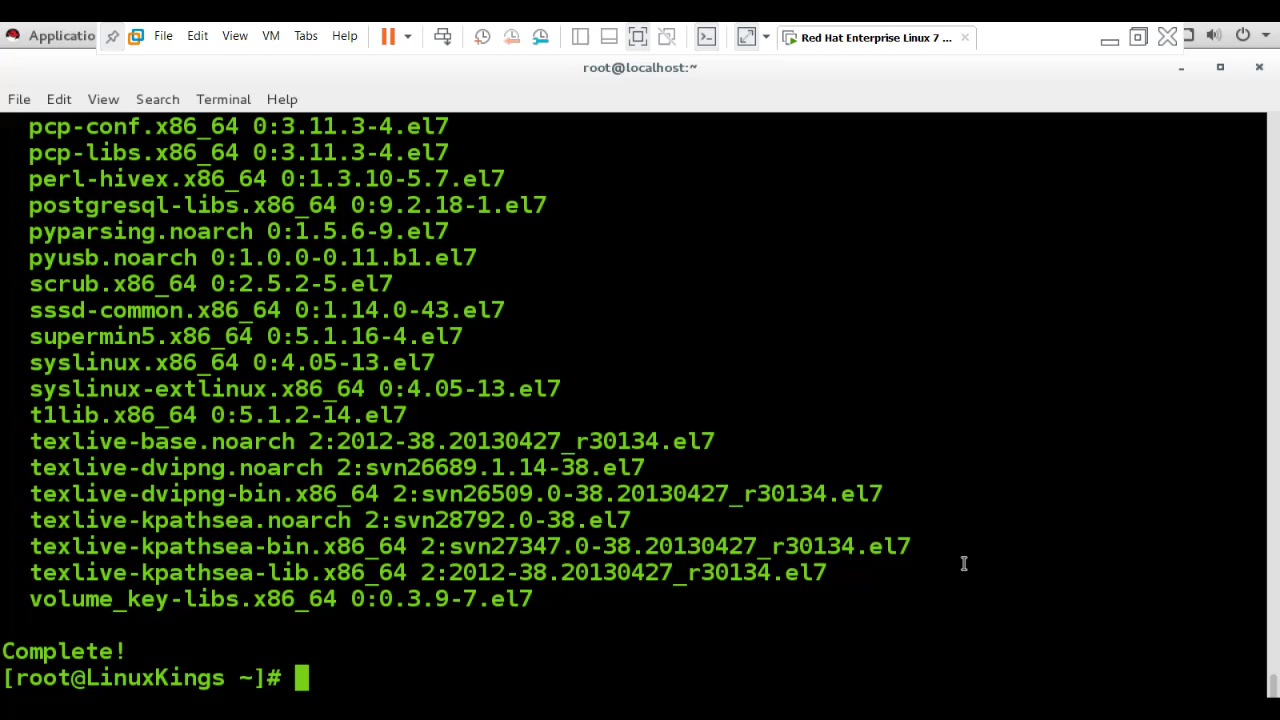 Applicatio File Edit View VM Tabs Help Red Hat Enterprise Linux 7 ...
root@localhost:~
File Edit View Search Terminal Help
pcp-conf.x86_64 0:3.11.3-4.el7
pcp-libs.x86_64 0:3.11.3-4.el7
perl-hivex.x86_64 0:1.3.10-5.7.el7
postgresql-libs.x86_64 0:9.2.18-1.el7
pyparsing.noarch 0:1.5.6-9.el7
pyusb.noarch 0:1.0.0-0.11.b1.el7
scrub.x86_64 0:2.5.2-5.el7
sssd-common.x86_64 0:1.14.0-43.el7
supermin5.x86_64 0:5.1.16-4.el7
syslinux.x86_64 0:4.05-13.el7
syslinux-extlinux.x86_64 0:4.05-13.el7
t1lib.x86_64 0:5.1.2-14.el7
texlive-base.noarch 2:2012-38.20130427_r30134.el7
texlive-dvipng.noarch 2:svn26689.1.14-38.el7
texlive-dvipng-bin.x86_64 2:svn26509.0-38.20130427_r30134.el7
texlive-kpathsea.noarch 2:svn28792.0-38.el7
texlive-kpathsea-bin.x86_64 2:svn27347.0-38.20130427_r30134.el7
texlive-kpathsea-lib.x86_64 2:2012-38.20130427_r30134.el7
volume_key-libs.x86_64 0:0.3.9-7.el7
Complete!
[root@LinuxKings ~]#